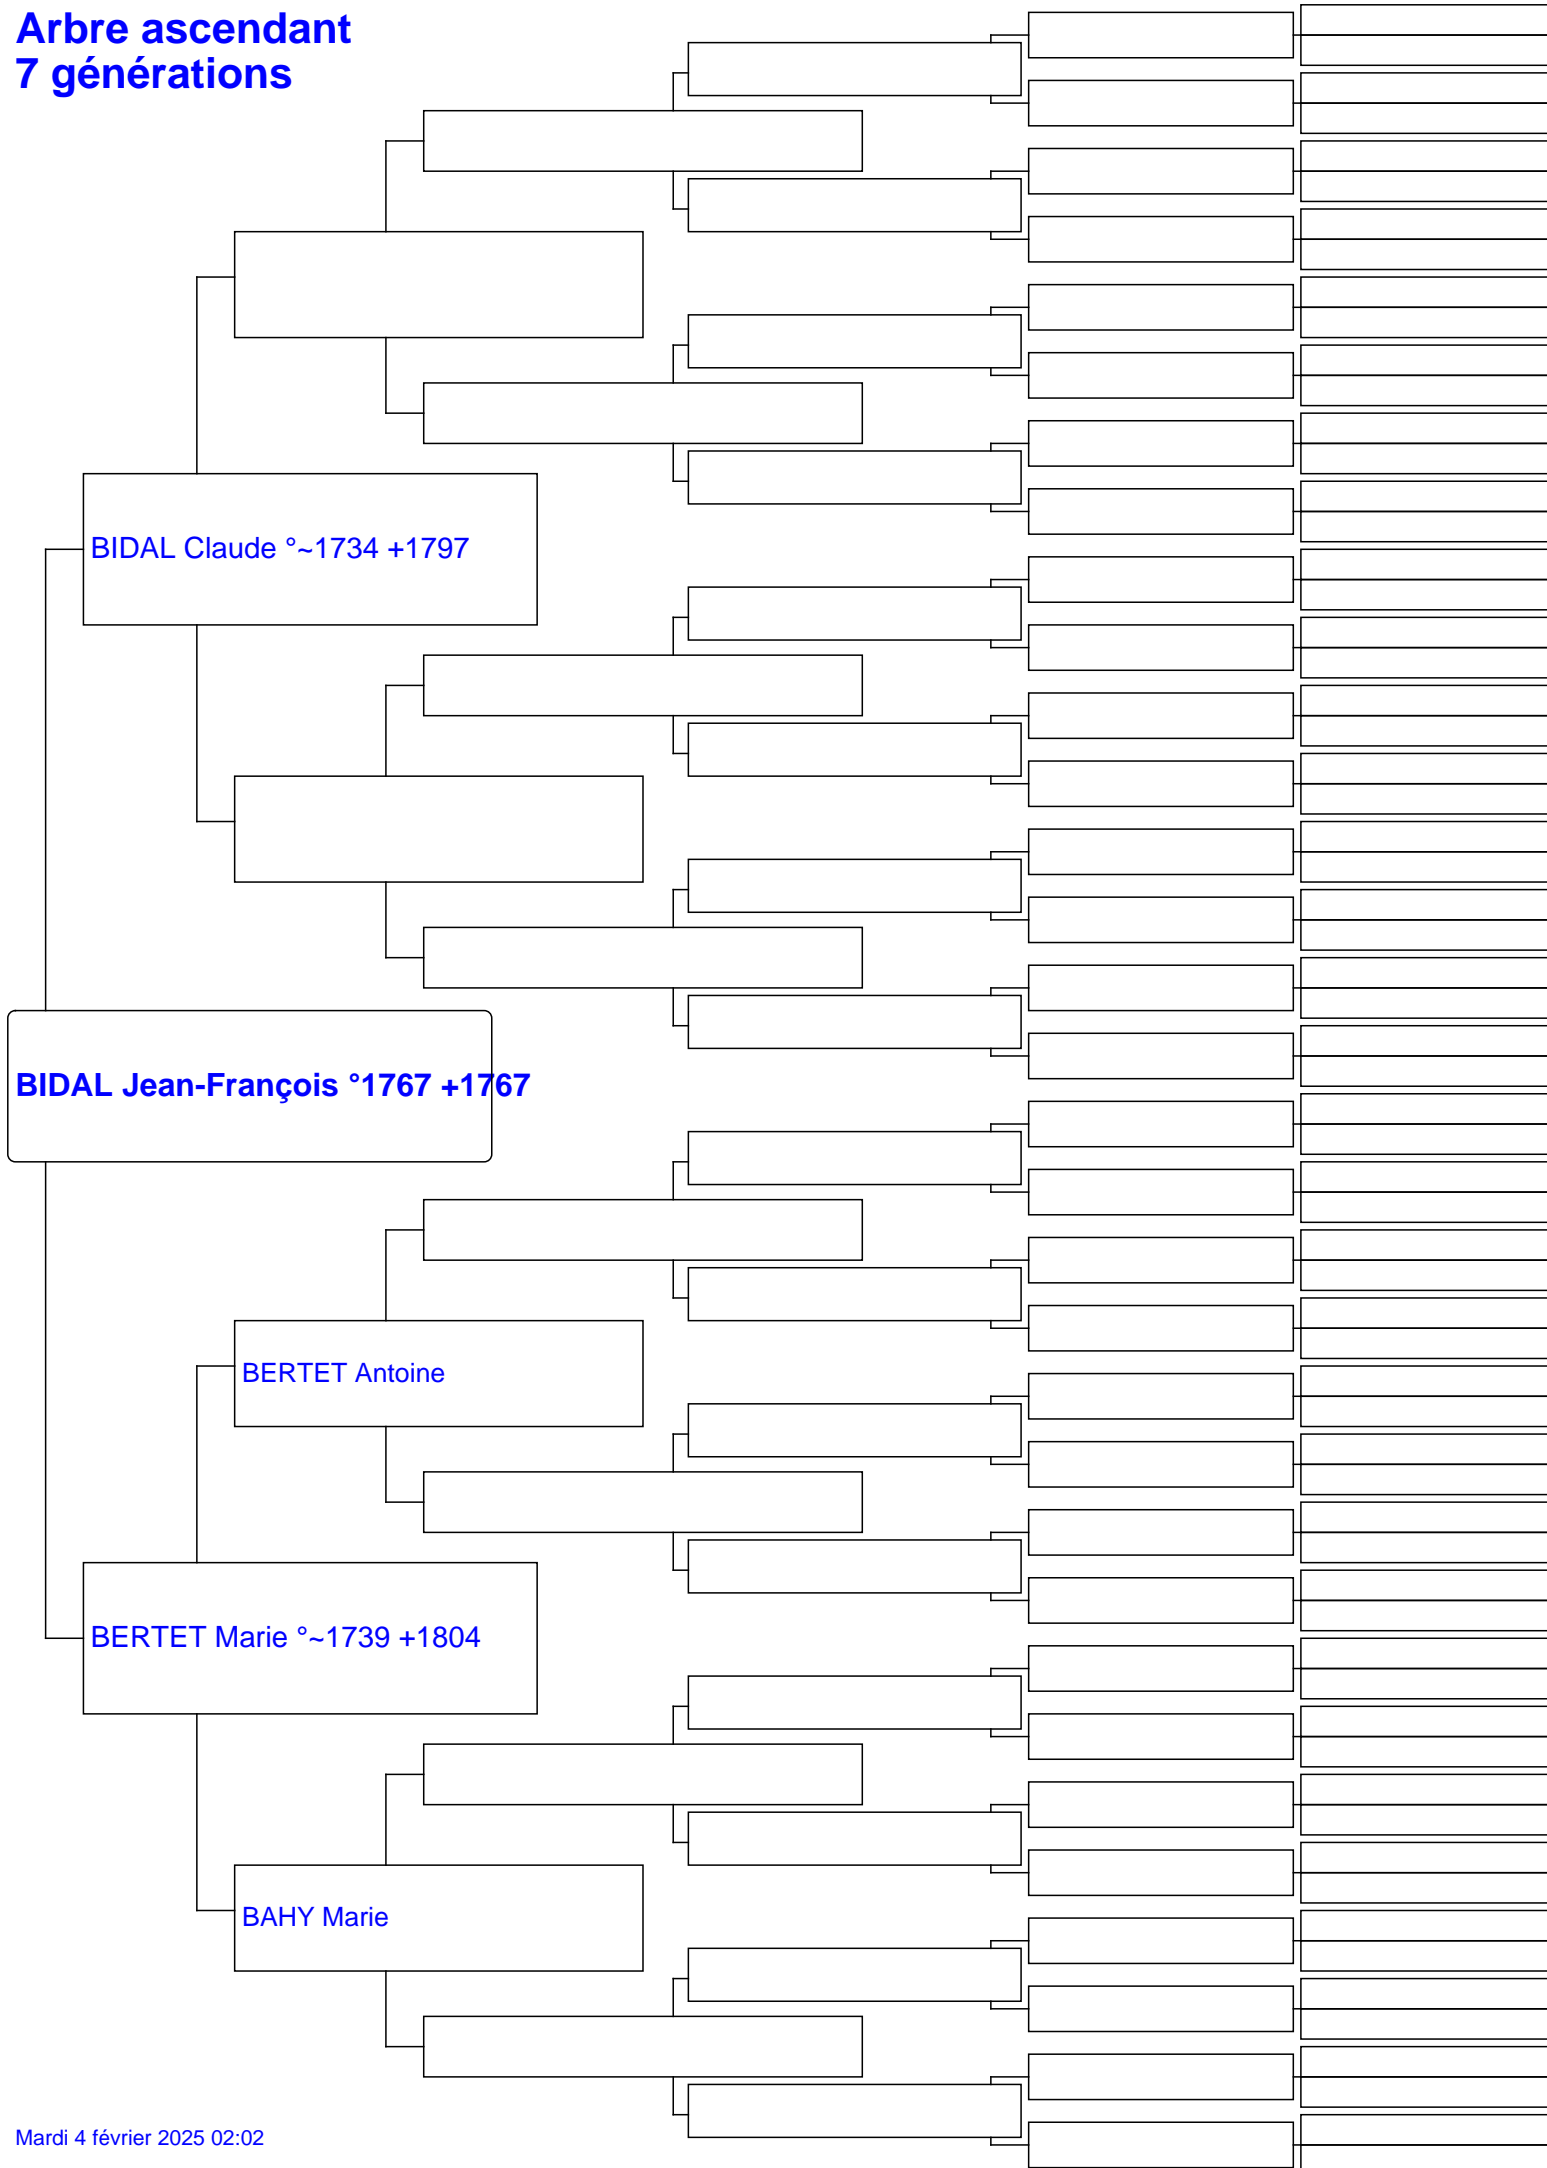 Arbre ascendant
7 générations
BIDAL Claude °~1734 +1797
BIDAL Jean-François °1767 +1767
BERTET Antoine
BERTET Marie °~1739 +1804
BAHY Marie
Mardi 4 février 2025 02:02